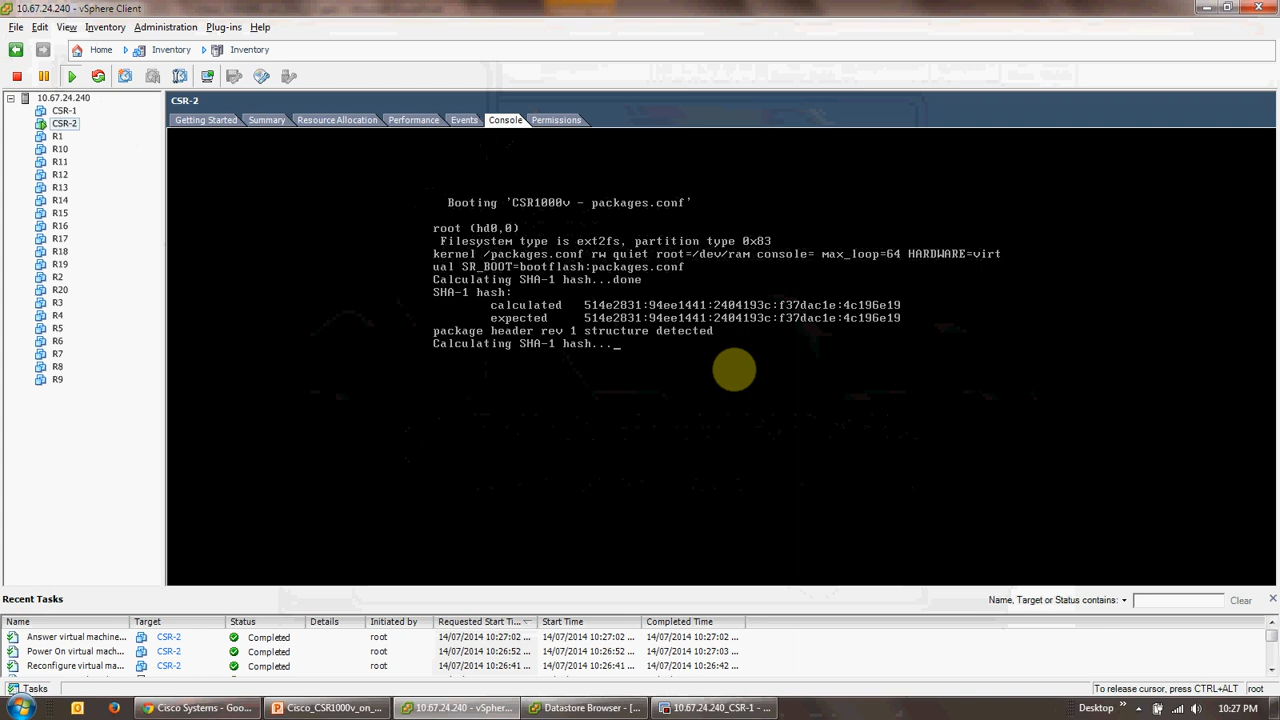 10.67.24.240 - vSphere Client
File Edit View Inventory Administration Plug-ins Help
Home Inventory Inventory
10.67.24.240
CSR-1
CSR-2
R1
R10
R11
R12
R13
R14
R15
R16
R17
R18
R19
R2
R20
R3
R4
R5
R6
R7
R8
R9
CSR-2
Getting Started Summary Resource Allocation Performance Events Console Permissions
Booting 'CSR1000v - packages.conf'
root (hd0,0)
Filesystem type is ext2fs, partition type 0x83
kernel /packages.conf rw quiet root=/dev/ram console= max_loop=64 HARDWARE=virt
ual SR_BOOT=bootflash:packages.conf
Calculating SHA-1 hash...done
SHA-1 hash:
calculated 514e2831:94ee1441:2404193c:f37dac1e:4c196e19
expected 514e2831:94ee1441:2404193c:f37dac1e:4c196e19
package header rev 1 structure detected
Calculating SHA-1 hash..._
Recent Tasks
Name, Target or Status contains: Clear
Name Target Status Details Initiated by Requested Start Ti... Start Time Completed Time
Answer virtual machine... CSR-2 Completed root 14/07/2014 10:27:02 ... 14/07/2014 10:27:02 ... 14/07/2014 10:27:02 ...
Power On virtual mach... CSR-2 Completed root 14/07/2014 10:26:52 ... 14/07/2014 10:26:52 ... 14/07/2014 10:27:03 ...
Reconfigure virtual ma... CSR-2 Completed root 14/07/2014 10:26:41 ... 14/07/2014 10:26:41 ... 14/07/2014 10:26:42 ...
Tasks To release cursor, press CTRL+ALT root
Cisco Systems - Goo... Cisco_CSR1000v_on_... 10.67.24.240 - vSpher... Datastore Browser - [... 10.67.24.240_CSR-1 - ... Desktop 10:27 PM